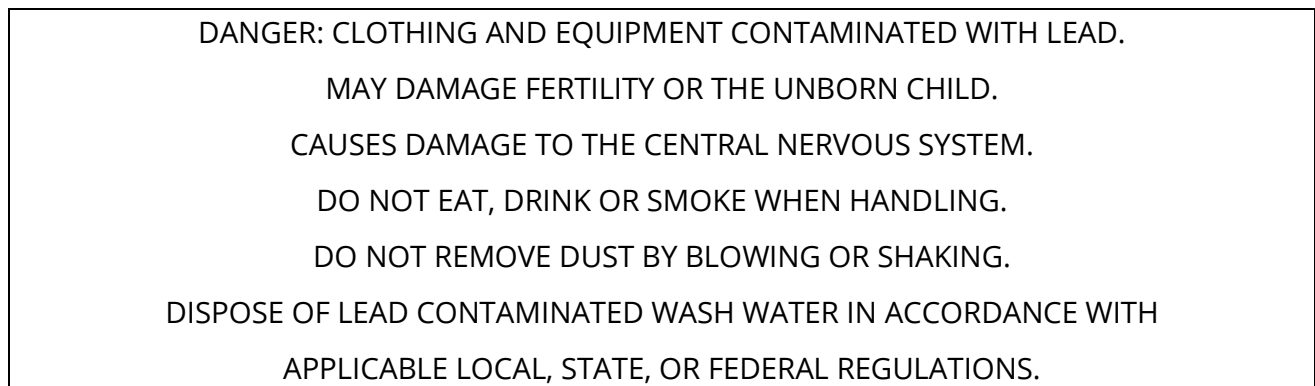 DANGER: CLOTHING AND EQUIPMENT CONTAMINATED WITH LEAD.
MAY DAMAGE FERTILITY OR THE UNBORN CHILD.
CAUSES DAMAGE TO THE CENTRAL NERVOUS SYSTEM.
DO NOT EAT, DRINK OR SMOKE WHEN HANDLING.
DO NOT REMOVE DUST BY BLOWING OR SHAKING.
DISPOSE OF LEAD CONTAMINATED WASH WATER IN ACCORDANCE WITH
APPLICABLE LOCAL, STATE, OR FEDERAL REGULATIONS.